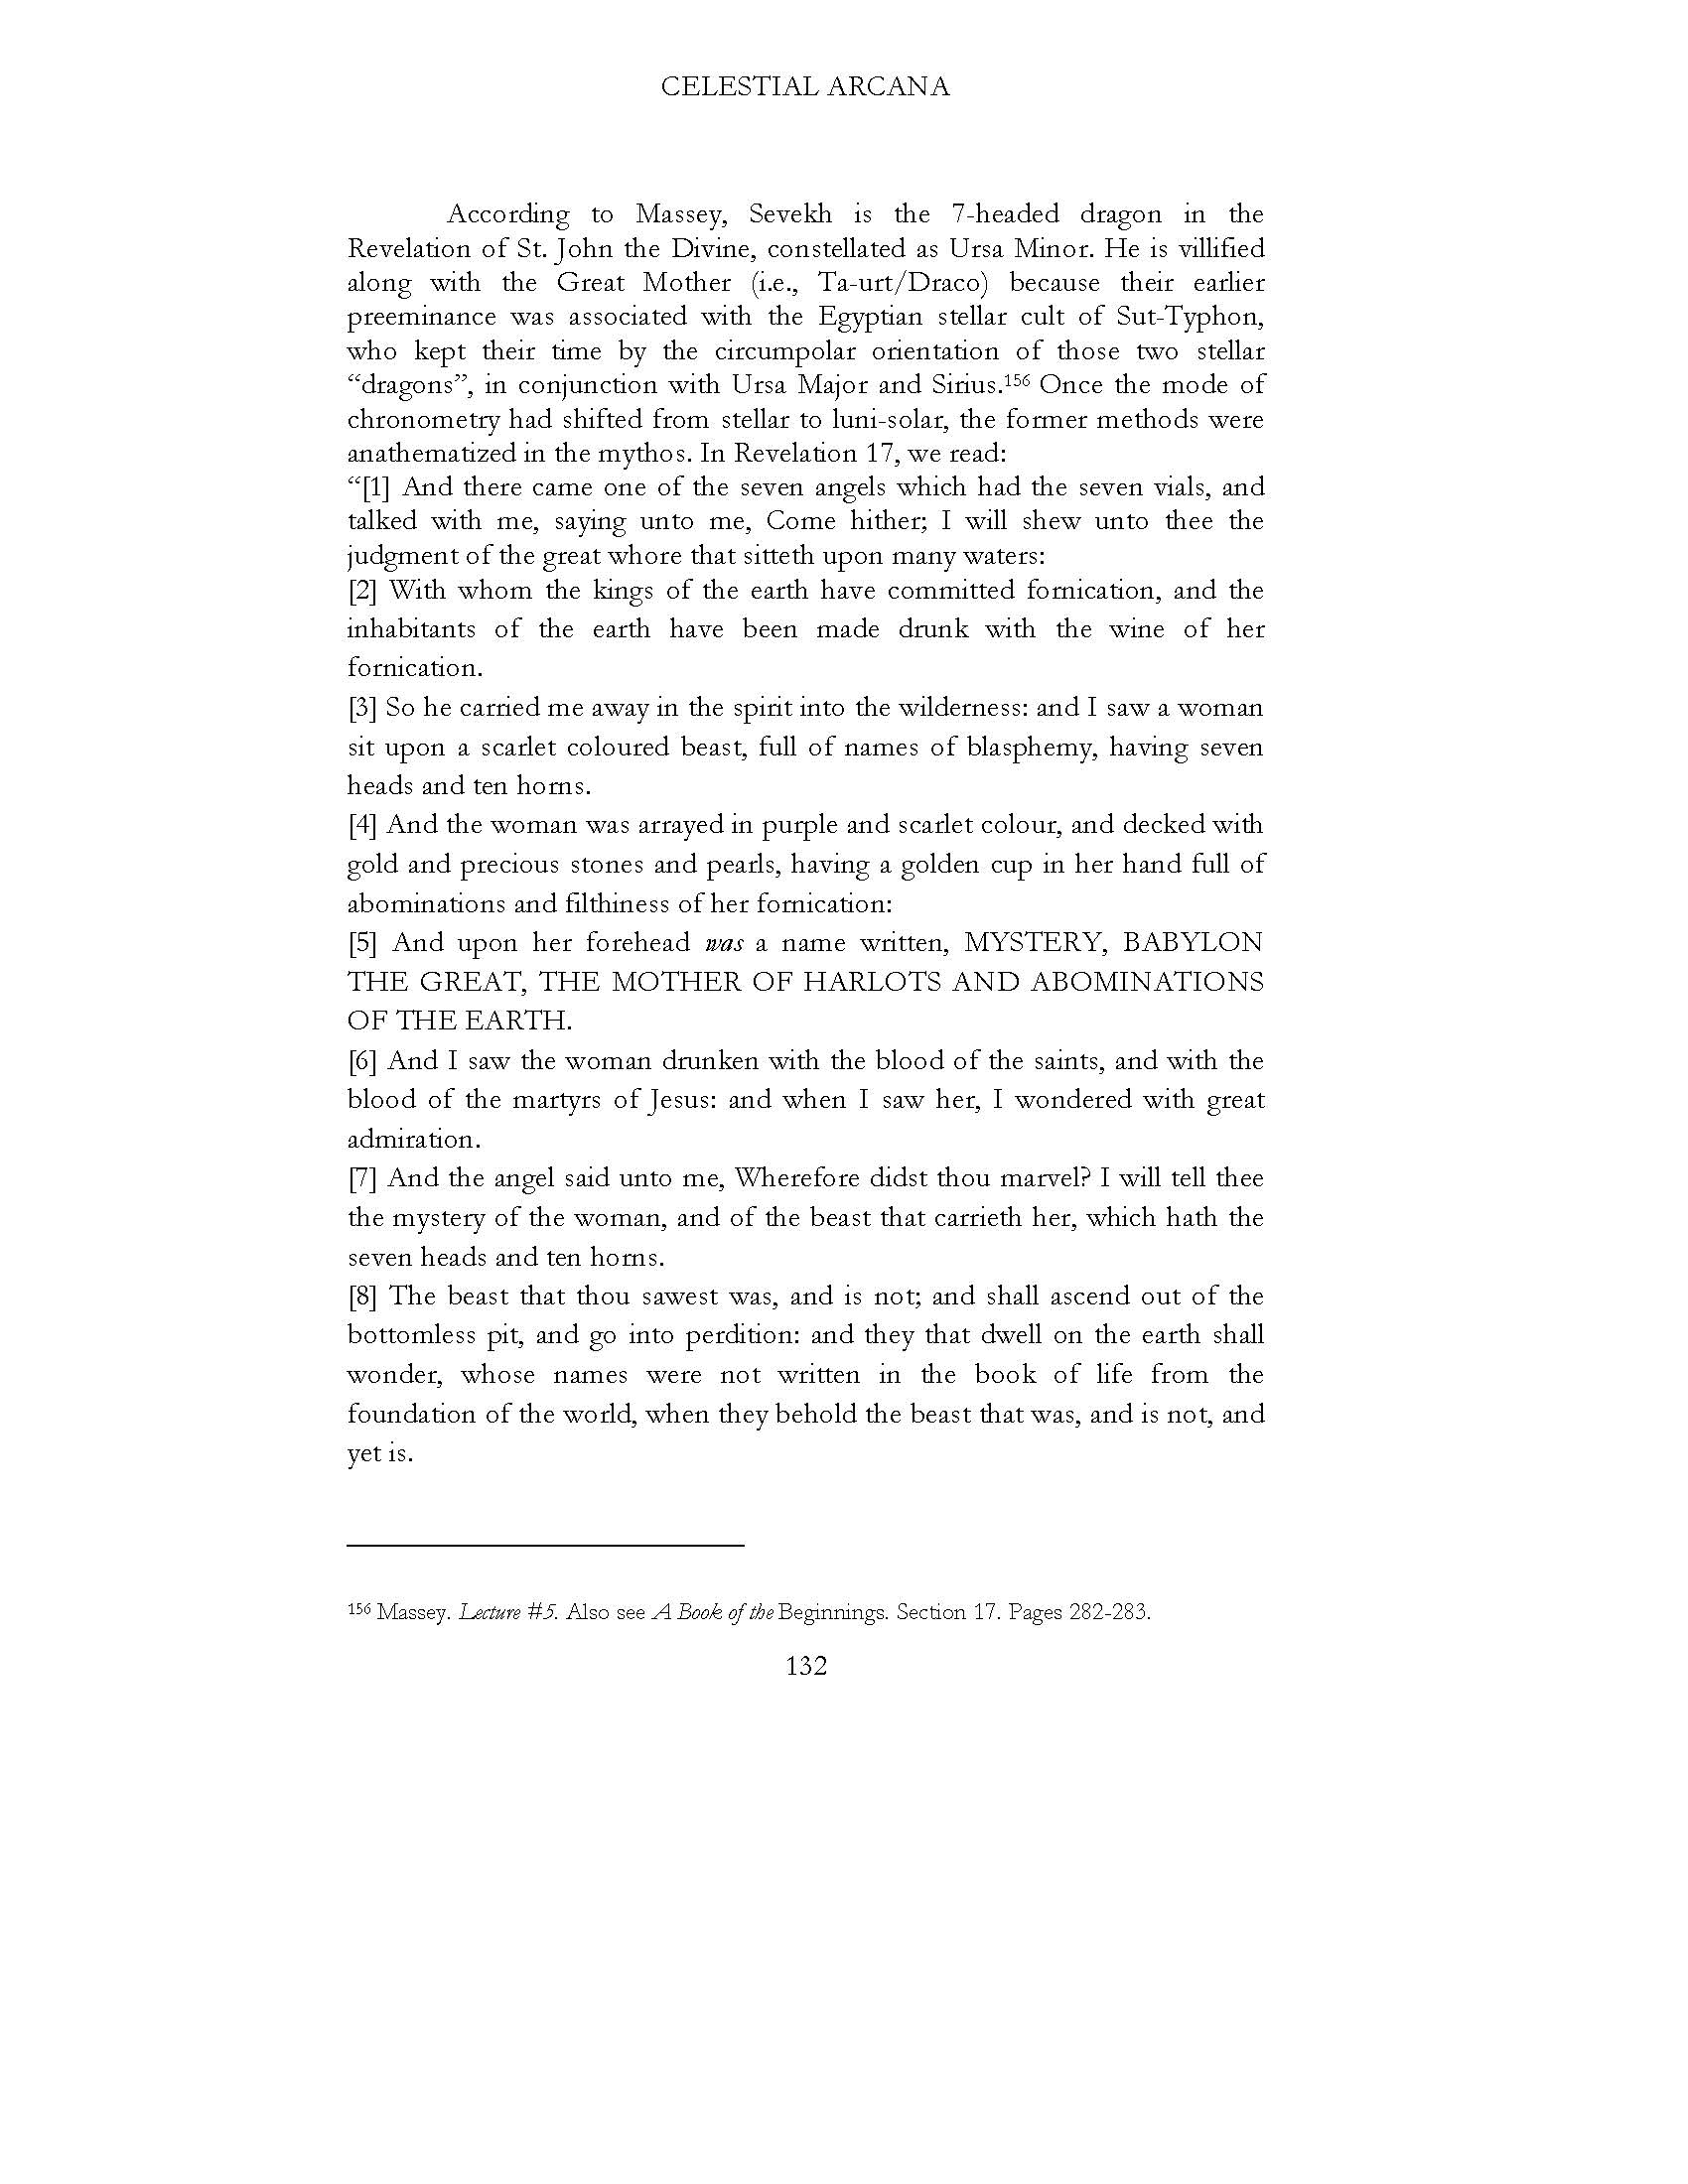 CELESTIAL ARCANA
According to Massey, Sevekh is the 7-headed dragon in the
Revelation of St. John the Divine, constellated as Ursa Minor. He is villified
along with the Great Mother (i.e., Ta-urt/Draco) because their earlier
preeminance was associated with the Egyptian stellar cult of Sut-Typhon,
who kept their time by the circumpolar orientation of those two stellar
“dragons”, in conjunction with Ursa Major and Sirius.156 Once the mode of
chronometry had shifted from stellar to luni-solar, the former methods were
anathematized in the mythos. In Revelation 17, we read:
“[1] And there came one of the seven angels which had the seven vials, and
talked with me, saying unto me, Come hither; I will shew unto thee the
judgment of the great whore that sitteth upon many waters:
[2] With whom the kings of the earth have committed fornication, and the
inhabitants of the earth have been made drunk with the wine of her
fornication.
[3] So he carried me away in the spirit into the wilderness: and I saw a woman
sit upon a scarlet coloured beast, full of names of blasphemy, having seven
heads and ten horns.
[4] And the woman was arrayed in purple and scarlet colour, and decked with
gold and precious stones and pearls, having a golden cup in her hand full of
abominations and filthiness of her fornication:
[5] And upon her forehead was a name written, MYSTERY, BABYLON
THE GREAT, THE MOTHER OF HARLOTS AND ABOMINATIONS
OF THE EARTH.
[6] And I saw the woman drunken with the blood of the saints, and with the
blood of the martyrs of Jesus: and when I saw her, I wondered with great
admiration.
[7] And the angel said unto me, Wherefore didst thou marvel? I will tell thee
the mystery of the woman, and of the beast that carrieth her, which hath the
seven heads and ten horns.
[8] The beast that thou sawest was, and is not; and shall ascend out of the
bottomless pit, and go into perdition: and they that dwell on the earth shall
wonder, whose names were not written in the book of life from the
foundation of the world, when they behold the beast that was, and is not, and
yet is.
156 Massey. Lecture #5. Also see A Book of the Beginnings. Section 17. Pages 282-283.
132